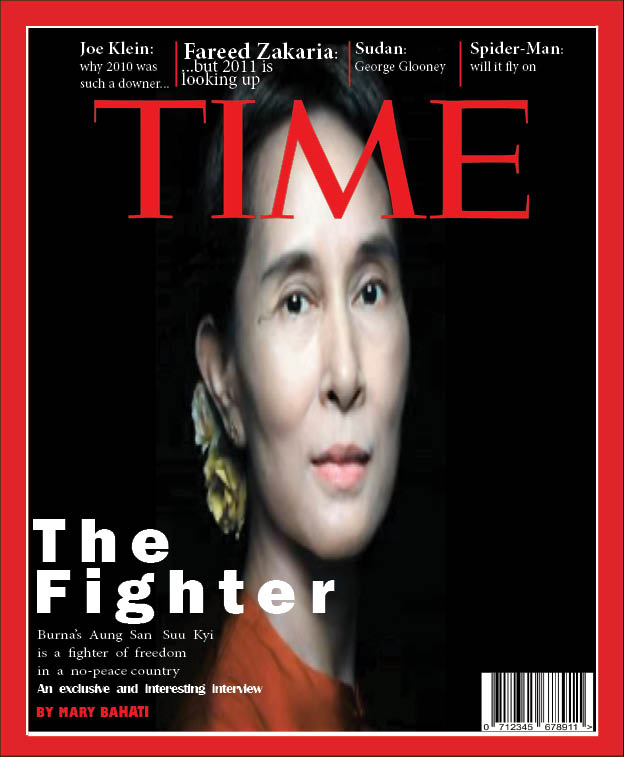 Joe Klein:
why 2010 was
such a downer...
Fareed Zakaria:
...but 2011 is
looking up
Sudan:
George Glooney
Spider-Man:
will it fly on
TIME
The
Fighter
Burna's Aung San Suu Kyi
is a fighter of freedom
in a no-peace country
An exclusive and interesting interview
BY MARY BAHATI
0 712345 678911 >